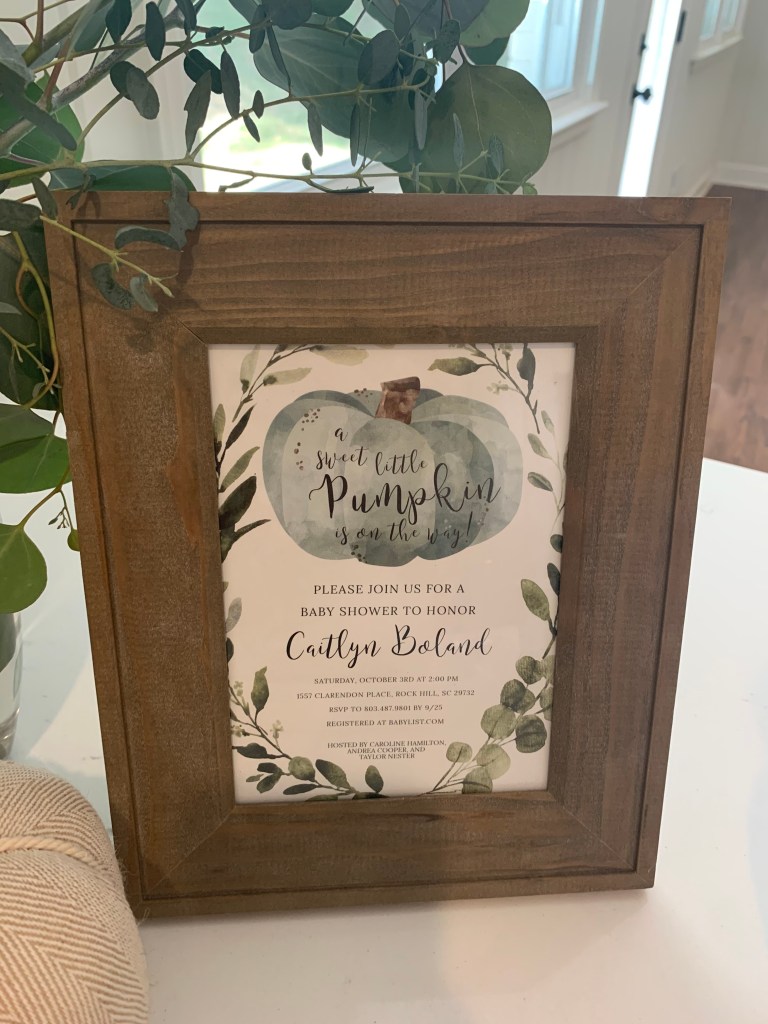 a
sweet little
Pumpkin
is on the way!
PLEASE JOIN US FOR A
BABY SHOWER TO HONOR
Caitlyn Boland
SATURDAY, OCTOBER 3RD AT 2:00 PM
1557 CLARENDON PLACE, ROCK HILL, SC 29732
RSVP TO 803.487.9801 BY 9/25
REGISTERED AT BABYLIST.COM
HOSTED BY CAROLINE HAMILTON,
ANDREA COOPER, AND
TAYLOR NESTER